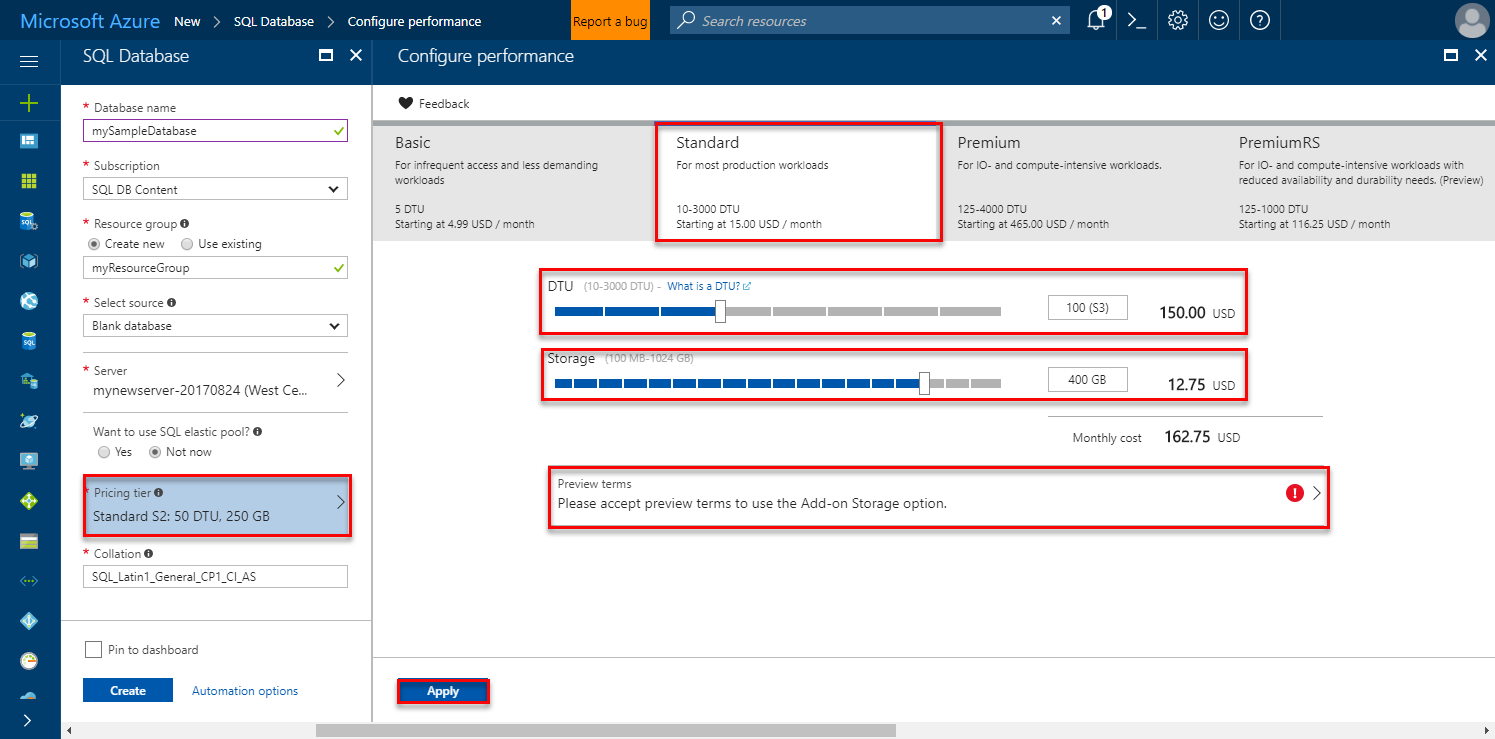 Microsoft Azure New > SQL Database > Configure performance
Report a bug
Search resources
1
SQL Database
Configure performance
* Database name
mySampleDatabase
* Subscription
SQL DB Content
* Resource group
Create new Use existing
myResourceGroup
* Select source
Blank database
* Server
mynewserver-20170824 (West Ce...
Want to use SQL elastic pool?
Yes Not now
* Pricing tier
Standard S2: 50 DTU, 250 GB
* Collation
SQL_Latin1_General_CP1_CI_AS
Pin to dashboard
Create Automation options
Feedback
Basic
For infrequent access and less demanding
workloads
5 DTU
Starting at 4.99 USD / month
Standard
For most production workloads
10-3000 DTU
Starting at 15.00 USD / month
Premium
For IO- and compute-intensive workloads.
125-4000 DTU
Starting at 465.00 USD / month
PremiumRS
For IO- and compute-intensive workloads with
reduced availability and durability needs. (Preview)
125-1000 DTU
Starting at 116.25 USD / month
DTU (10-3000 DTU) - What is a DTU?
100 (S3) 150.00 USD
Storage (100 MB-1024 GB)
400 GB 12.75 USD
Monthly cost 162.75 USD
Preview terms
Please accept preview terms to use the Add-on Storage option.
Apply
SQL
SQL